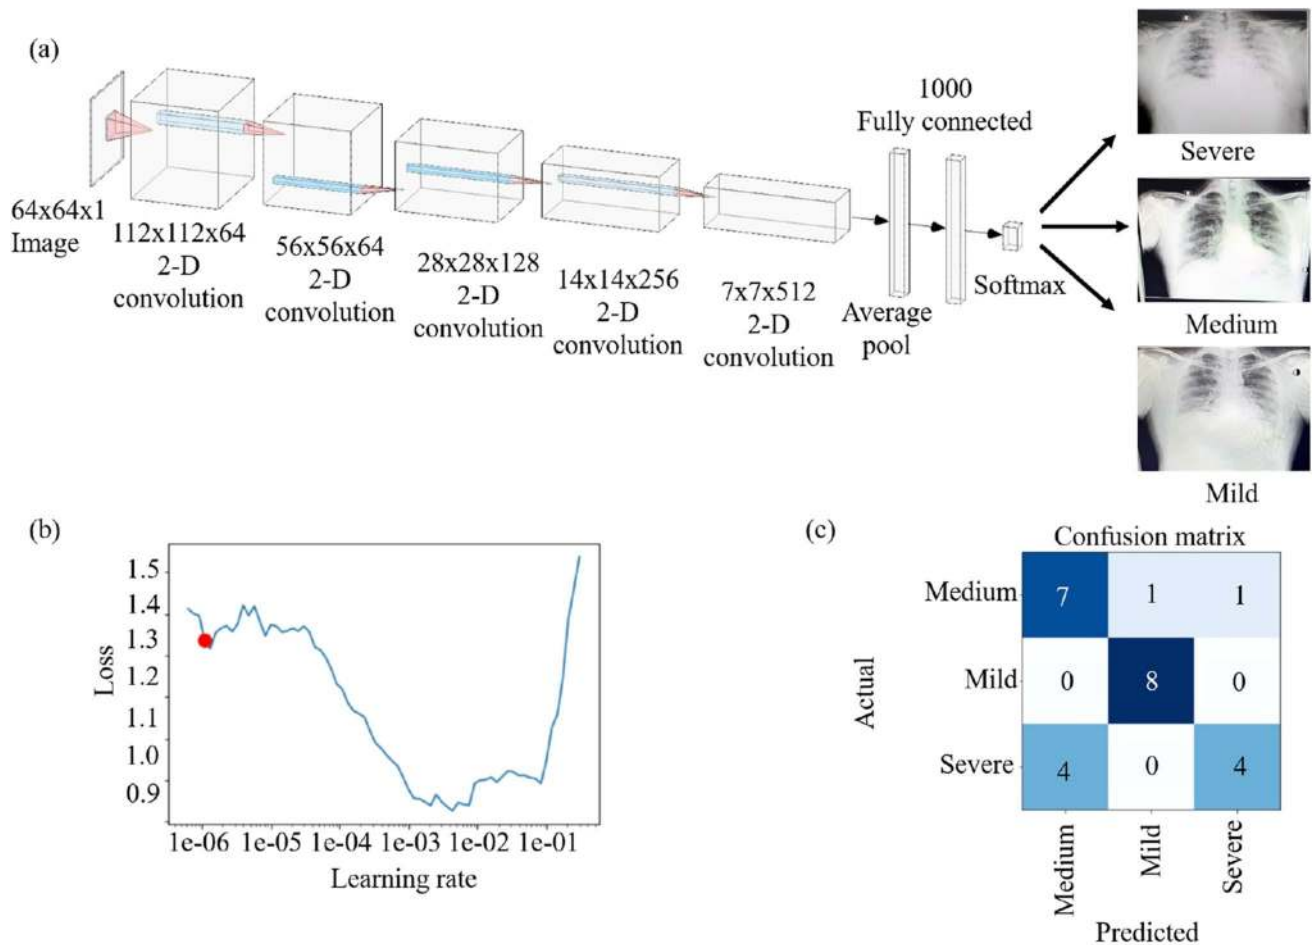 (a)
64x64x1
Image
112x112x64
2-D
convolution
56x56x64
2-D
convolution
28x28x128
2-D
convolution
14x14x256
2-D
convolution
7x7x512
2-D
convolution
Average
pool
1000
Fully connected
Softmax
Severe
Medium
Mild
(b)
Loss
1.5
1.4
1.3
1.2
1.1
1.0
0.9
1e-06 1e-05 1e-04 1e-03 1e-02 1e-01
Learning rate
(c)
Confusion matrix
Actual
Medium 7 1 1
Mild 0 8 0
Severe 4 0 4
Medium Mild Severe
Predicted